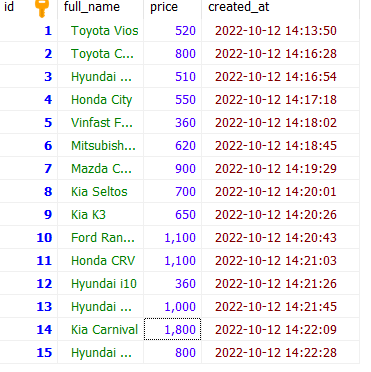 id full_name price created_at
1 Toyota Vios 520 2022-10-12 14:13:50
2 Toyota C... 800 2022-10-12 14:16:28
3 Hyundai ... 510 2022-10-12 14:16:54
4 Honda City 550 2022-10-12 14:17:18
5 Vinfast F... 360 2022-10-12 14:18:02
6 Mitsubish... 620 2022-10-12 14:18:45
7 Mazda C... 900 2022-10-12 14:19:29
8 Kia Seltos 700 2022-10-12 14:20:01
9 Kia K3 650 2022-10-12 14:20:26
10 Ford Ran... 1,100 2022-10-12 14:20:43
11 Honda CRV 1,100 2022-10-12 14:21:03
12 Hyundai i10 360 2022-10-12 14:21:26
13 Hyundai ... 1,000 2022-10-12 14:21:45
14 Kia Carnival 1,800 2022-10-12 14:22:09
15 Hyundai ... 800 2022-10-12 14:22:28